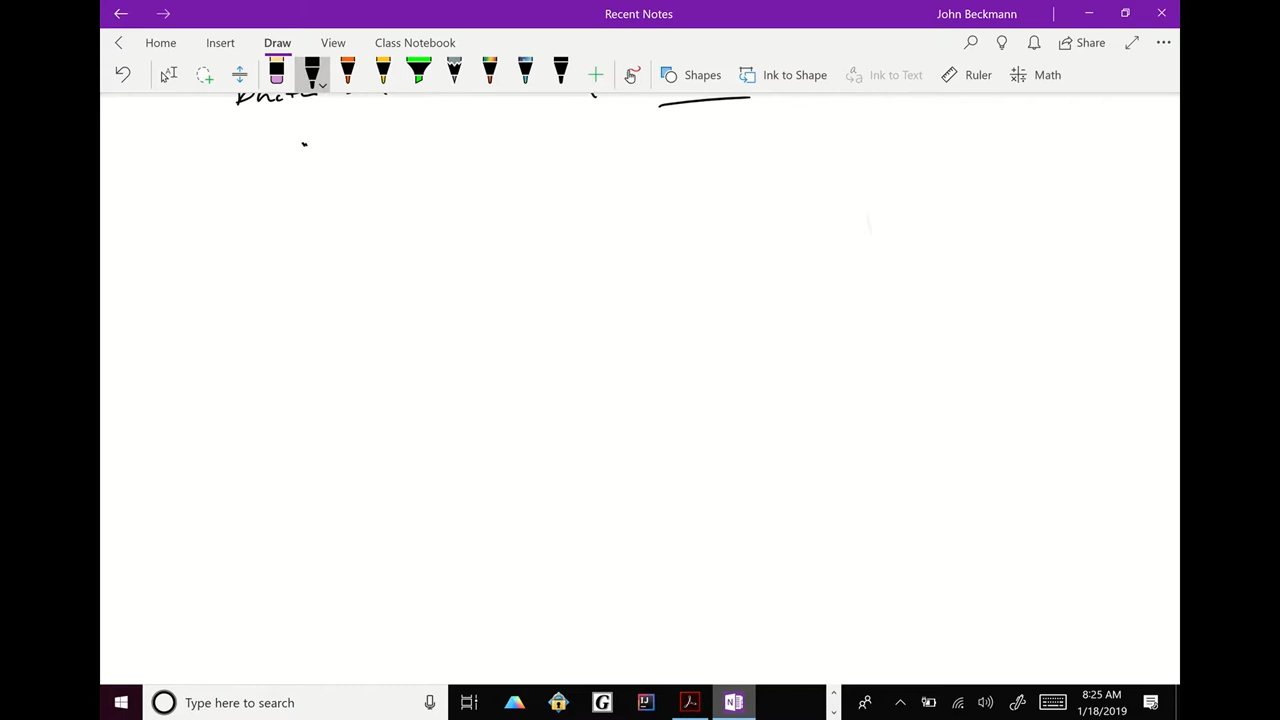 Recent Notes John Beckmann
Home Insert Draw View Class Notebook Share
Shapes Ink to Shape Ink to Text Ruler Math
Type here to search 8:25 AM
1/18/2019